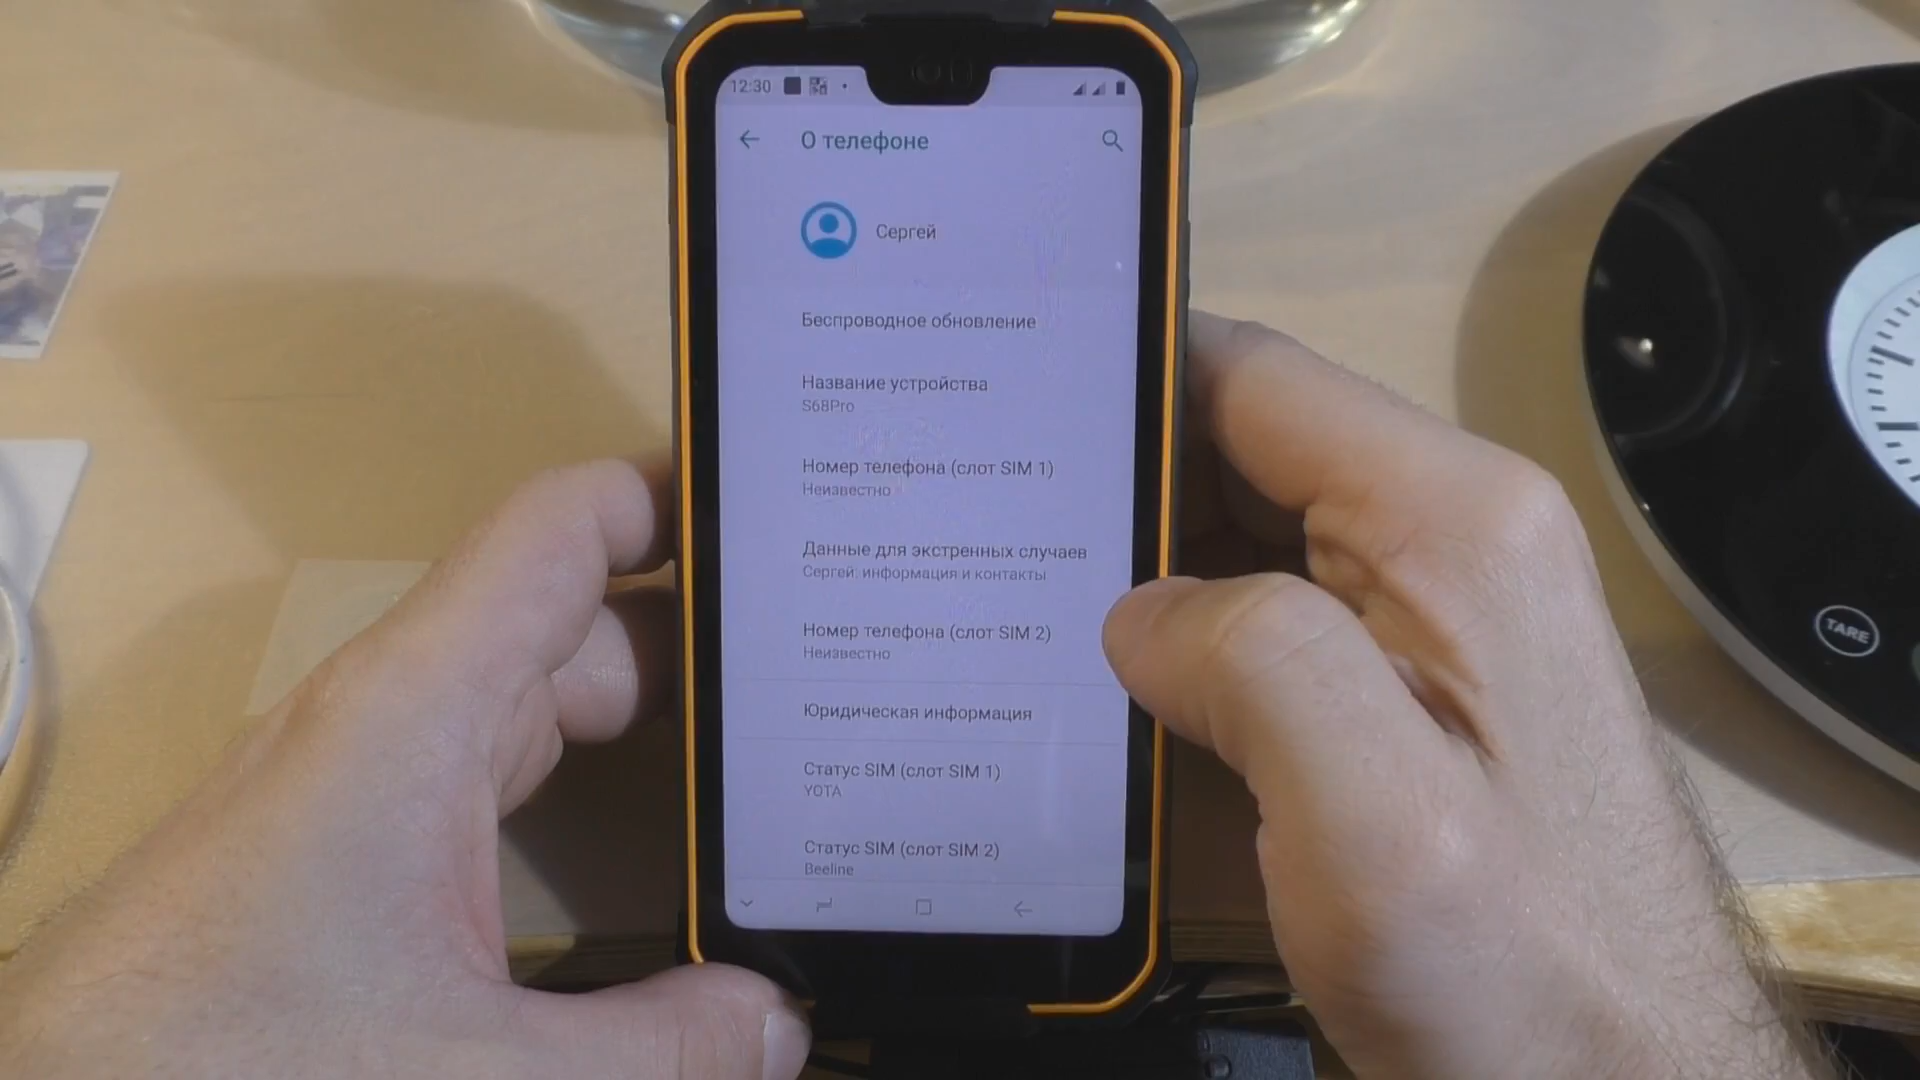 12:30
О телефоне
Сергей
Беспроводное обновление
Название устройства
S68Pro
Номер телефона (слот SIM 1)
Неизвестно
Данные для экстренных случаев
Сергей: информация и контакты
Номер телефона (слот SIM 2)
Неизвестно
Юридическая информация
Статус SIM (слот SIM 1)
YOTA
Статус SIM (слот SIM 2)
Beeline
TARE